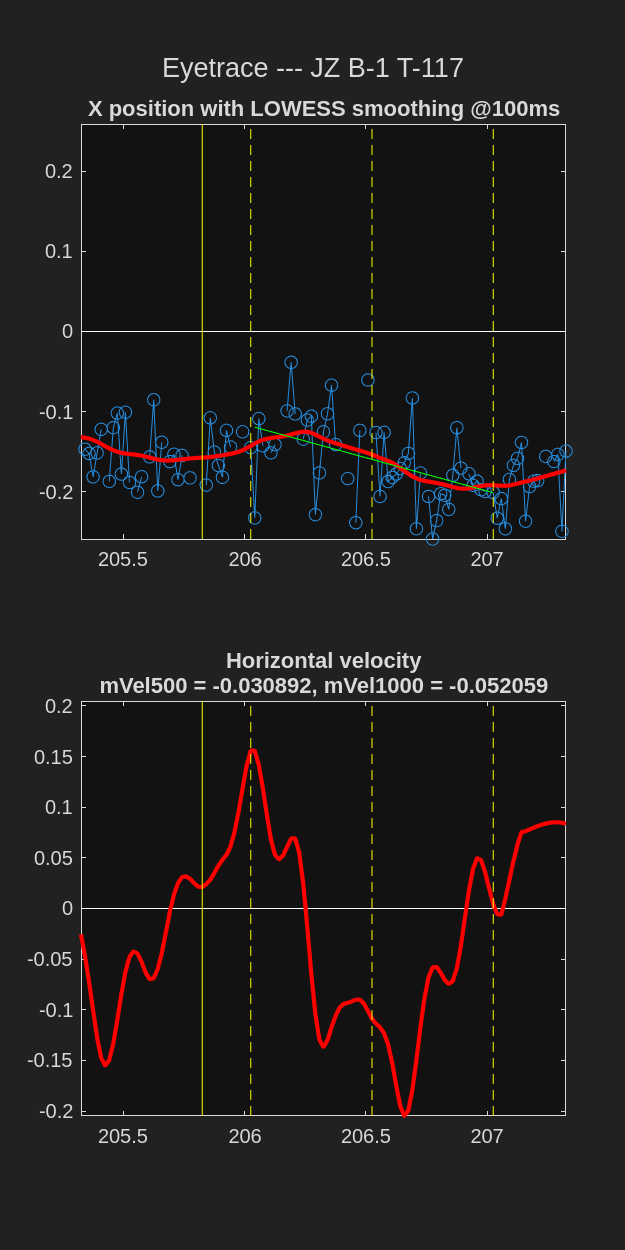 Eyetrace --- JZ B-1 T-117
X position with LOWESS smoothing @100ms
0.2
0.1
0
-0.1
-0.2
205.5 206 206.5 207
Horizontal velocity
mVel500 = -0.030892, mVel1000 = -0.052059
0.2
0.15
0.1
0.05
0
-0.05
-0.1
-0.15
-0.2
205.5 206 206.5 207